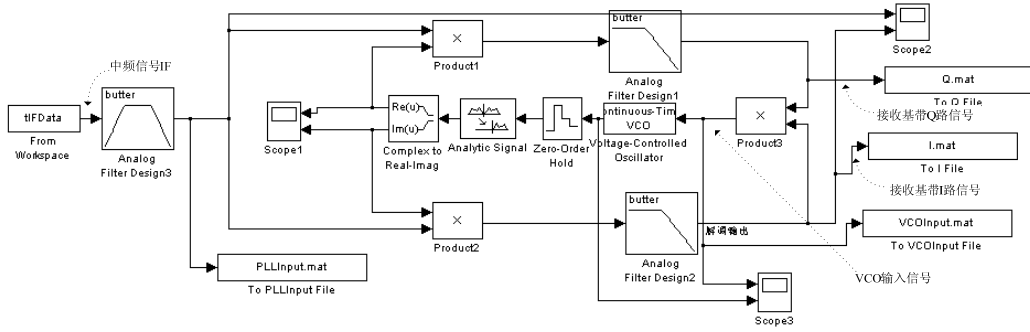 butter
Scope2
中频信号IF
×
Product1
Analog
Filter Design1
Q.mat
To Q File
接收基带Q路信号
tIFData
From
Workspace
butter
Analog
Filter Design3
Scope1
Re(u)
Im(u)
Complex to
Real-Imag
Analytic Signal
Zero-Order
Hold
ontinuous-Tim
VCO
Voltage-Controlled
Oscillator
×
Product3
I.mat
To I File
接收基带I路信号
×
Product2
butter
解调输出
Analog
Filter Design2
VCOInput.mat
To VCOInput File
VCO输入信号
PLLInput.mat
To PLLInput File
Scope3